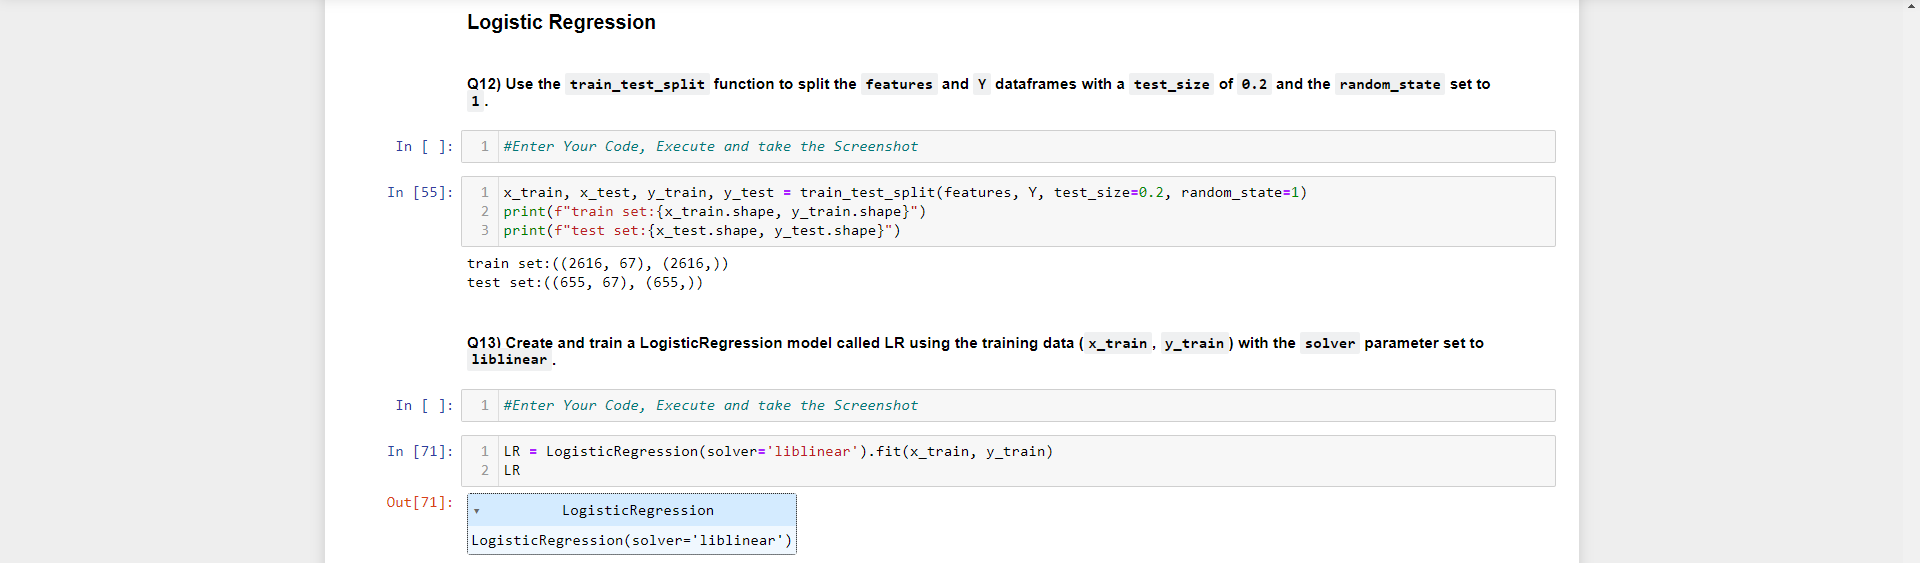 Logistic Regression
Q12) Use the train_test_split function to split the features and Y dataframes with a test_size of 0.2 and the random_state set to
1.
In [ ]: 1 #Enter Your Code, Execute and take the Screenshot
In [55]: 1 x_train, x_test, y_train, y_test = train_test_split(features, Y, test_size=0.2, random_state=1)
2 print(f"train set:{x_train.shape, y_train.shape}")
3 print(f"test set:{x_test.shape, y_test.shape}")
train set:((2616, 67), (2616,))
test set:((655, 67), (655,))
Q13) Create and train a LogisticRegression model called LR using the training data (x_train, y_train) with the solver parameter set to
liblinear.
In [ ]: 1 #Enter Your Code, Execute and take the Screenshot
In [71]: 1 LR = LogisticRegression(solver='liblinear').fit(x_train, y_train)
2 LR
Out[71]: ▾ LogisticRegression
LogisticRegression(solver='liblinear')